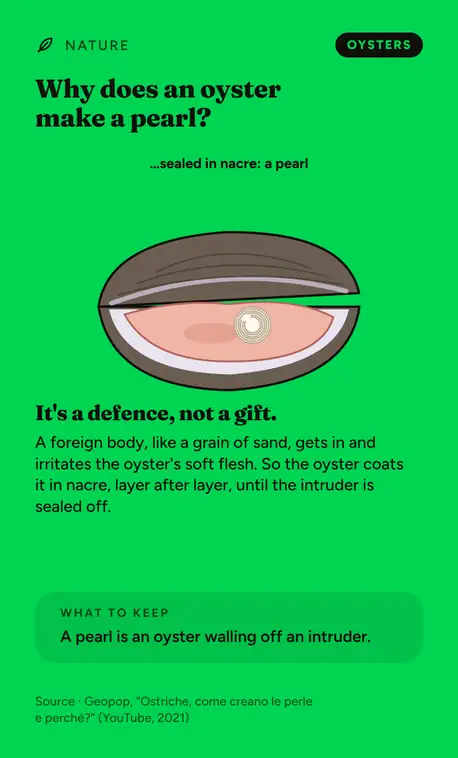 NATURE
OYSTERS
Why does an oyster
make a pearl?
...sealed in nacre: a pearl
It's a defence, not a gift.
A foreign body, like a grain of sand, gets in and
irritates the oyster's soft flesh. So the oyster coats
it in nacre, layer after layer, until the intruder is
sealed off.
WHAT TO KEEP
A pearl is an oyster walling off an intruder.
Source · Geopop, “Ostriche, come creano le perle
e perché?” (YouTube, 2021)